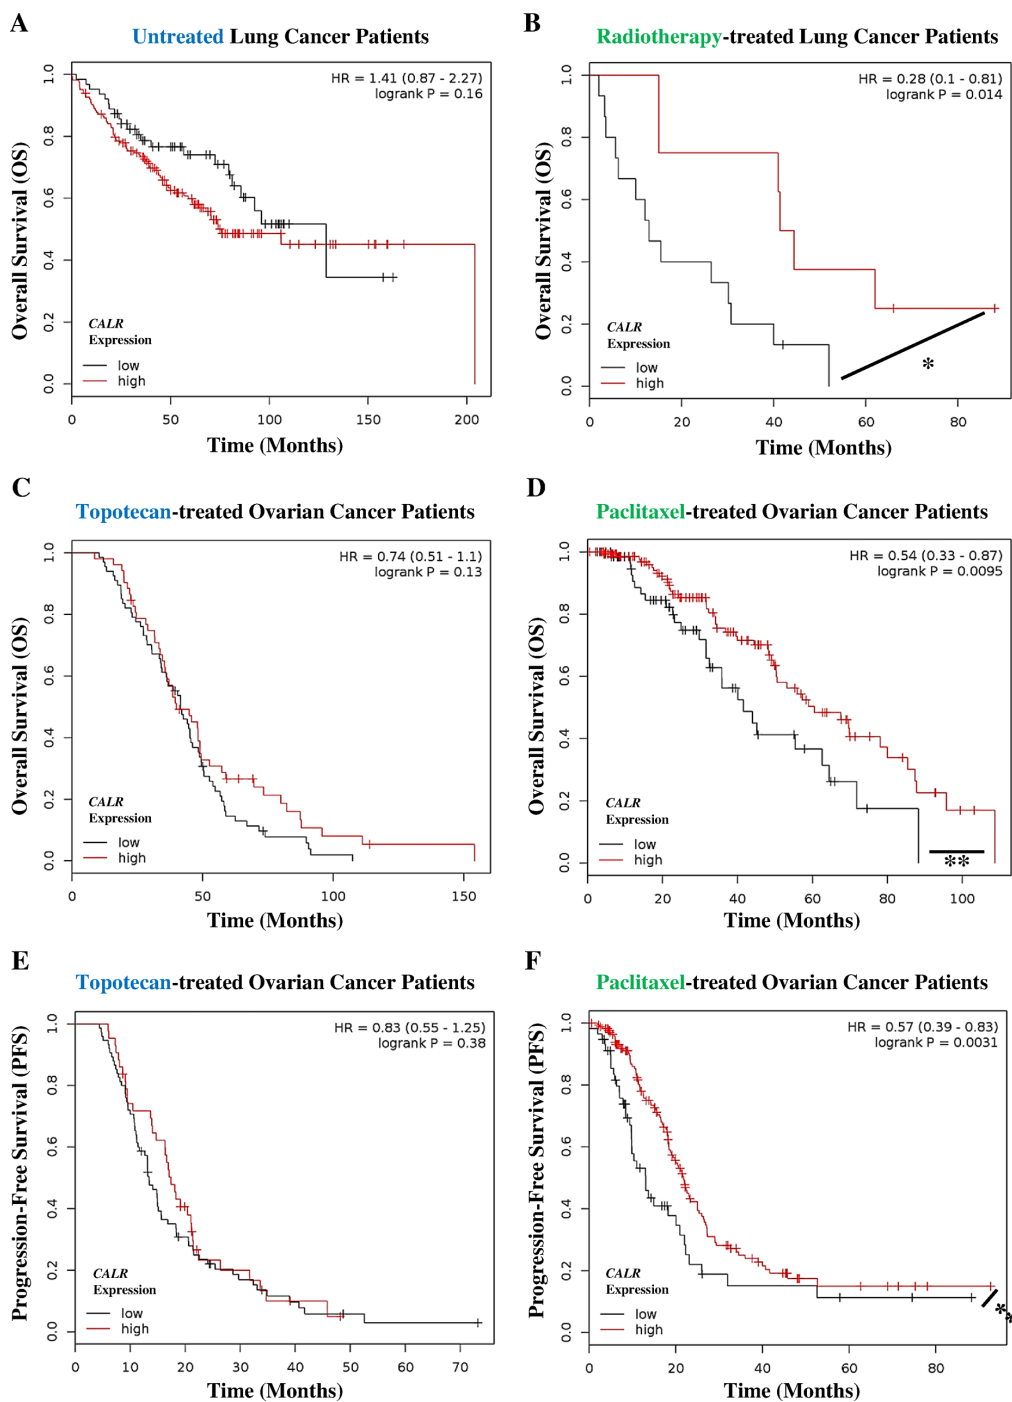 A
Untreated Lung Cancer Patients
HR = 1.41 (0.87 - 2.27)
logrank P = 0.16
Overall Survival (OS)
1.0
0.8
0.6
0.4
0.2
0.0
CALR
Expression
low
high
0 50 100 150 200
Time (Months)
B
Radiotherapy-treated Lung Cancer Patients
HR = 0.28 (0.1 - 0.81)
logrank P = 0.014
Overall Survival (OS)
1.0
0.8
0.6
0.4
0.2
0.0
CALR
Expression
low
high
*
0 20 40 60 80
Time (Months)
C
Topotecan-treated Ovarian Cancer Patients
HR = 0.74 (0.51 - 1.1)
logrank P = 0.13
Overall Survival (OS)
1.0
0.8
0.6
0.4
0.2
0.0
CALR
Expression
low
high
0 50 100 150
Time (Months)
D
Paclitaxel-treated Ovarian Cancer Patients
HR = 0.54 (0.33 - 0.87)
logrank P = 0.0095
Overall Survival (OS)
1.0
0.8
0.6
0.4
0.2
0.0
CALR
Expression
low
high
**
0 20 40 60 80 100
Time (Months)
E
Topotecan-treated Ovarian Cancer Patients
HR = 0.83 (0.55 - 1.25)
logrank P = 0.38
Progression-Free Survival (PFS)
1.0
0.8
0.6
0.4
0.2
0.0
CALR
Expression
low
high
0 10 20 30 40 50 60 70
Time (Months)
F
Paclitaxel-treated Ovarian Cancer Patients
HR = 0.57 (0.39 - 0.83)
logrank P = 0.0031
Progression-Free Survival (PFS)
1.0
0.8
0.6
0.4
0.2
0.0
CALR
Expression
low
high
**
0 20 40 60 80
Time (Months)